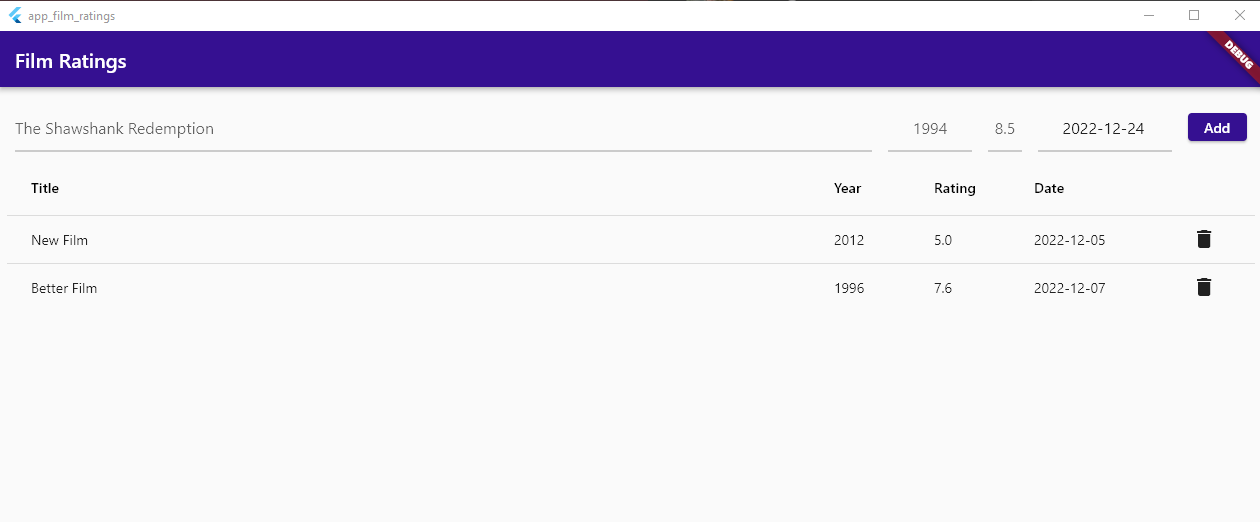 app_film_ratings
Film Ratings
DEBUG
The Shawshank Redemption 1994 8.5 2022-12-24 Add
Title Year Rating Date
New Film 2012 5.0 2022-12-05
Better Film 1996 7.6 2022-12-07